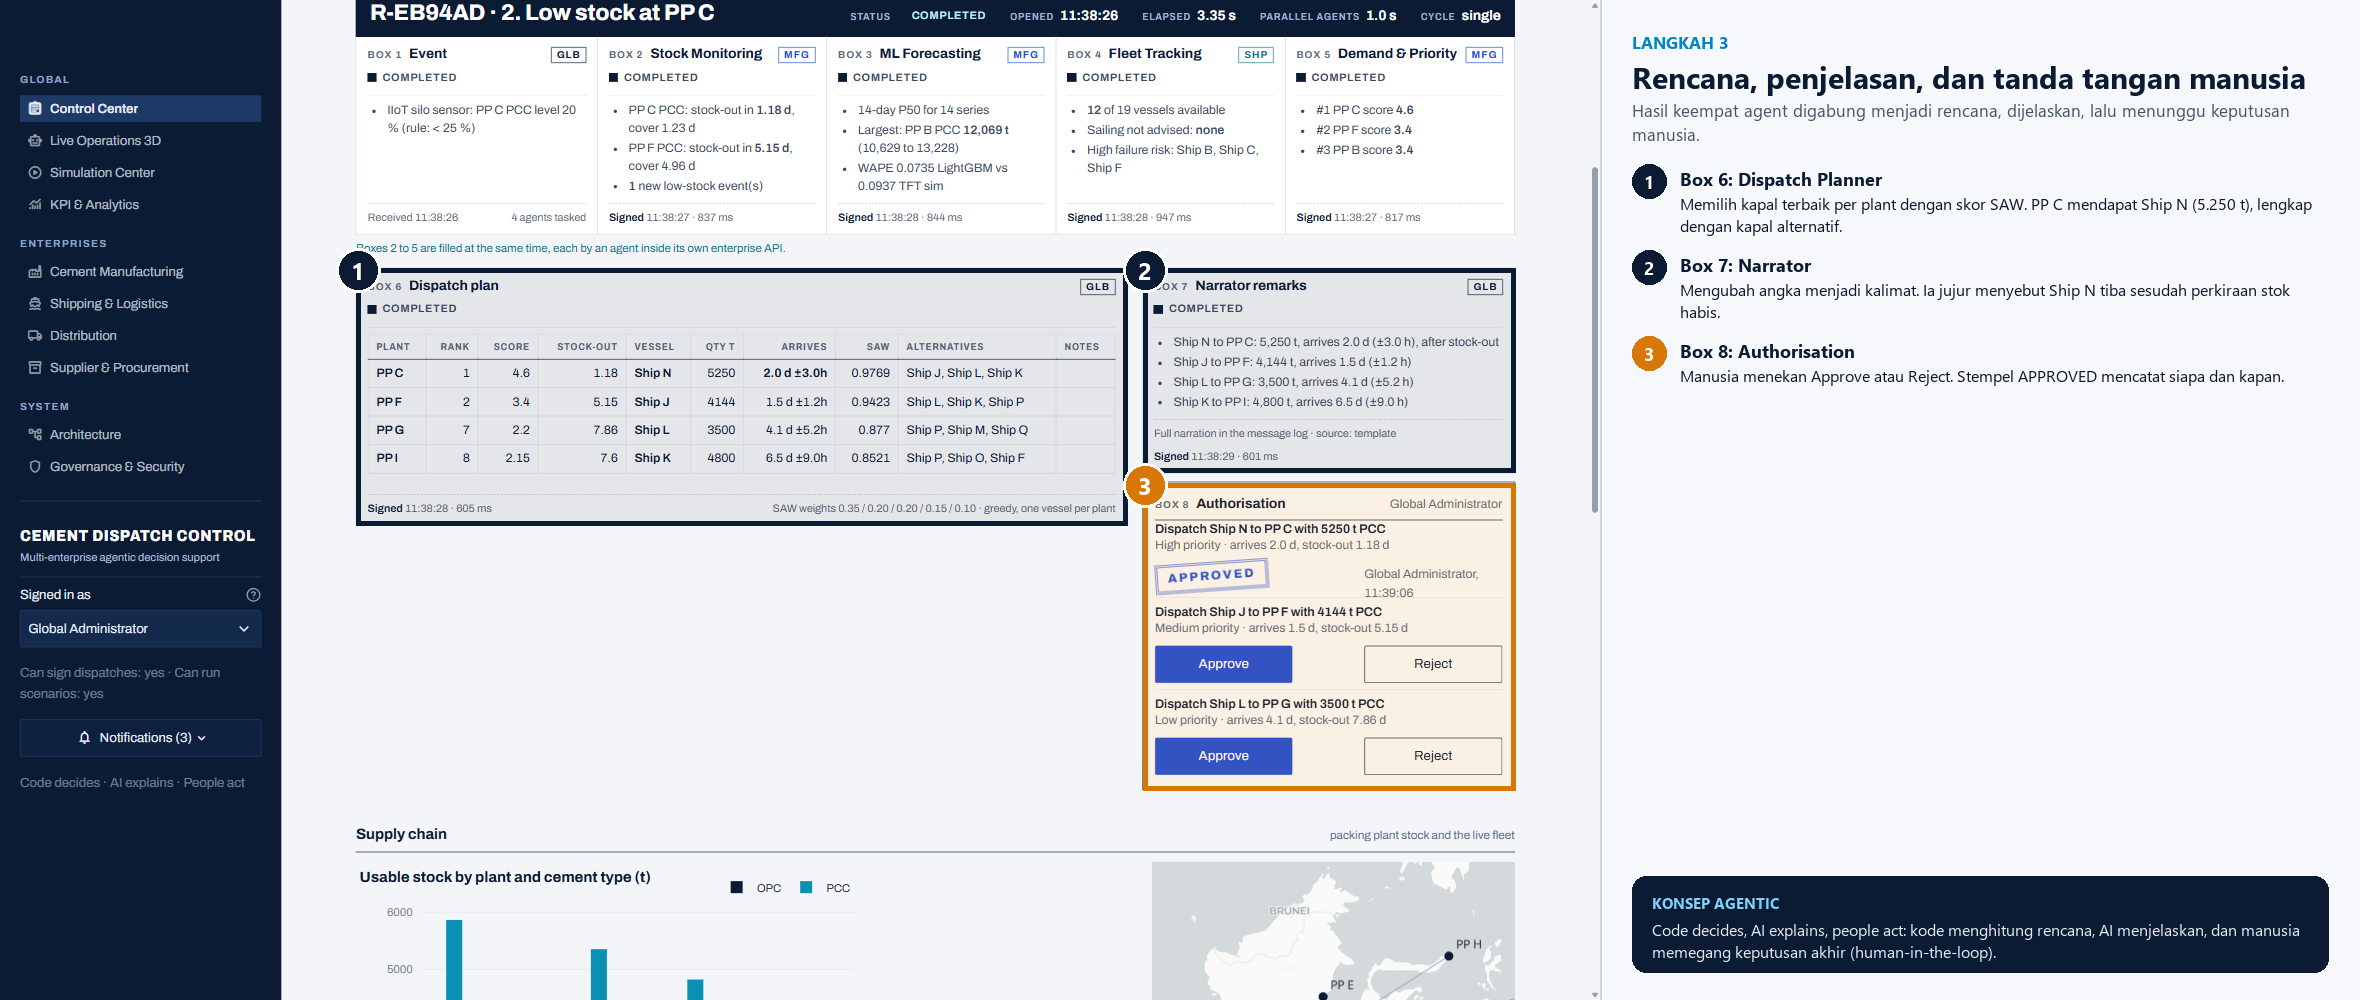 GLOBAL
Control Center
Live Operations 3D
Simulation Center
KPI & Analytics
ENTERPRISES
Cement Manufacturing
Shipping & Logistics
Distribution
Supplier & Procurement
SYSTEM
Architecture
Governance & Security
CEMENT DISPATCH CONTROL
Multi-enterprise agentic decision support
Signed in as
Global Administrator
Can sign dispatches: yes · Can run
scenarios: yes
Notifications (3)
Code decides · AI explains · People act
R-EB94AD · 2. Low stock at PP C
STATUS COMPLETED OPENED 11:38:26 ELAPSED 3.35 s PARALLEL AGENTS 1.0 s CYCLE single
BOX 1 Event GLB
COMPLETED
IIoT silo sensor: PP C PCC level 20
% (rule: < 25 %)
Received 11:38:26 4 agents tasked
BOX 2 Stock Monitoring MFG
COMPLETED
PP C PCC: stock-out in 1.18 d,
cover 1.23 d
PP F PCC: stock-out in 5.15 d,
cover 4.96 d
1 new low-stock event(s)
Signed 11:38:27 · 837 ms
BOX 3 ML Forecasting MFG
COMPLETED
14-day P50 for 14 series
Largest: PP B PCC 12,069 t
(10,629 to 13,228)
WAPE 0.0735 LightGBM vs
0.0937 TFT sim
Signed 11:38:28 · 844 ms
BOX 4 Fleet Tracking SHP
COMPLETED
12 of 19 vessels available
Sailing not advised: none
High failure risk: Ship B, Ship C,
Ship F
Signed 11:38:28 · 947 ms
BOX 5 Demand & Priority MFG
COMPLETED
#1 PP C score 4.6
#2 PP F score 3.4
#3 PP B score 3.4
Signed 11:38:27 · 817 ms
Boxes 2 to 5 are filled at the same time, each by an agent inside its own enterprise API.
1
BOX 6 Dispatch plan GLB
COMPLETED
PLANT RANK SCORE STOCK-OUT VESSEL QTY T ARRIVES SAW ALTERNATIVES NOTES
PP C 1 4.6 1.18 Ship N 5250 2.0 d ±3.0h 0.9769 Ship J, Ship L, Ship K
PP F 2 3.4 5.15 Ship J 4144 1.5 d ±1.2h 0.9423 Ship L, Ship K, Ship P
PP G 7 2.2 7.86 Ship L 3500 4.1 d ±5.2h 0.877 Ship P, Ship M, Ship Q
PP I 8 2.15 7.6 Ship K 4800 6.5 d ±9.0h 0.8521 Ship P, Ship O, Ship F
Signed 11:38:28 · 605 ms SAW weights 0.35 / 0.20 / 0.20 / 0.15 / 0.10 · greedy, one vessel per plant
2
BOX 7 Narrator remarks GLB
COMPLETED
Ship N to PP C: 5,250 t, arrives 2.0 d (±3.0 h), after stock-out
Ship J to PP F: 4,144 t, arrives 1.5 d (±1.2 h)
Ship L to PP G: 3,500 t, arrives 4.1 d (±5.2 h)
Ship K to PP I: 4,800 t, arrives 6.5 d (±9.0 h)
Full narration in the message log · source: template
Signed 11:38:29 · 601 ms
3
BOX 8 Authorisation Global Administrator
Dispatch Ship N to PP C with 5250 t PCC
High priority · arrives 2.0 d, stock-out 1.18 d
APPROVED
Global Administrator,
11:39:06
Dispatch Ship J to PP F with 4144 t PCC
Medium priority · arrives 1.5 d, stock-out 5.15 d
Approve Reject
Dispatch Ship L to PP G with 3500 t PCC
Low priority · arrives 4.1 d, stock-out 7.86 d
Approve Reject
Supply chain packing plant stock and the live fleet
Usable stock by plant and cement type (t)
OPC PCC
6000
5000
BRUNEI
PP H
PP E
LANGKAH 3
Rencana, penjelasan, dan tanda tangan manusia
Hasil keempat agent digabung menjadi rencana, dijelaskan, lalu menunggu keputusan
manusia.
1 Box 6: Dispatch Planner
Memilih kapal terbaik per plant dengan skor SAW. PP C mendapat Ship N (5.250 t), lengkap
dengan kapal alternatif.
2 Box 7: Narrator
Mengubah angka menjadi kalimat. Ia jujur menyebut Ship N tiba sesudah perkiraan stok
habis.
3 Box 8: Authorisation
Manusia menekan Approve atau Reject. Stempel APPROVED mencatat siapa dan kapan.
KONSEP AGENTIC
Code decides, AI explains, people act: kode menghitung rencana, AI menjelaskan, dan manusia
memegang keputusan akhir (human-in-the-loop).